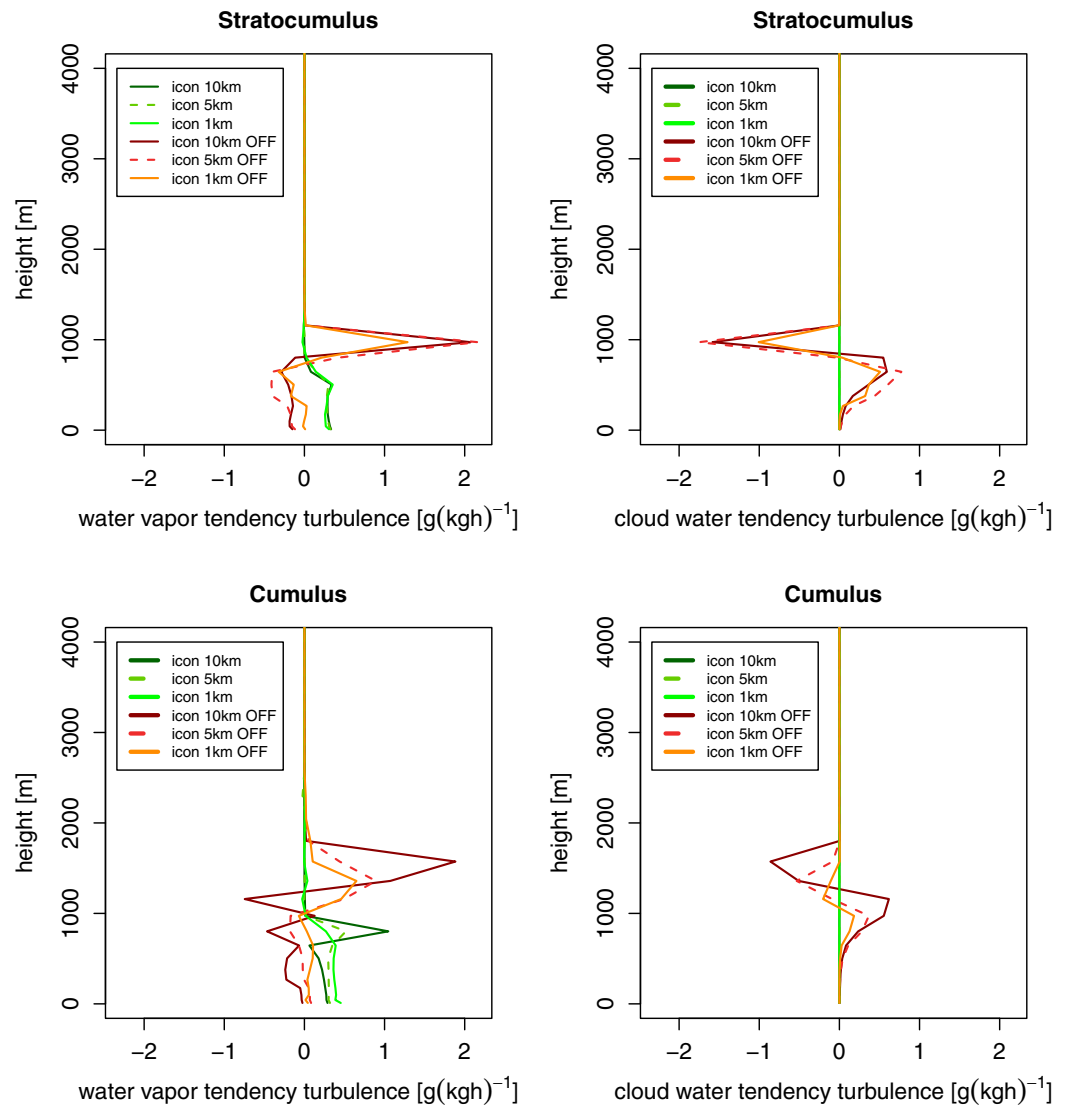 Stratocumulus
height [m]
0 1000 2000 3000 4000
icon 10km
icon 5km
icon 1km
icon 10km OFF
icon 5km OFF
icon 1km OFF
−2 −1 0 1 2
water vapor tendency turbulence [g(kgh)−1]
Stratocumulus
height [m]
0 1000 2000 3000 4000
icon 10km
icon 5km
icon 1km
icon 10km OFF
icon 5km OFF
icon 1km OFF
−2 −1 0 1 2
cloud water tendency turbulence [g(kgh)−1]
Cumulus
height [m]
0 1000 2000 3000 4000
icon 10km
icon 5km
icon 1km
icon 10km OFF
icon 5km OFF
icon 1km OFF
−2 −1 0 1 2
water vapor tendency turbulence [g(kgh)−1]
Cumulus
height [m]
0 1000 2000 3000 4000
icon 10km
icon 5km
icon 1km
icon 10km OFF
icon 5km OFF
icon 1km OFF
−2 −1 0 1 2
cloud water tendency turbulence [g(kgh)−1]